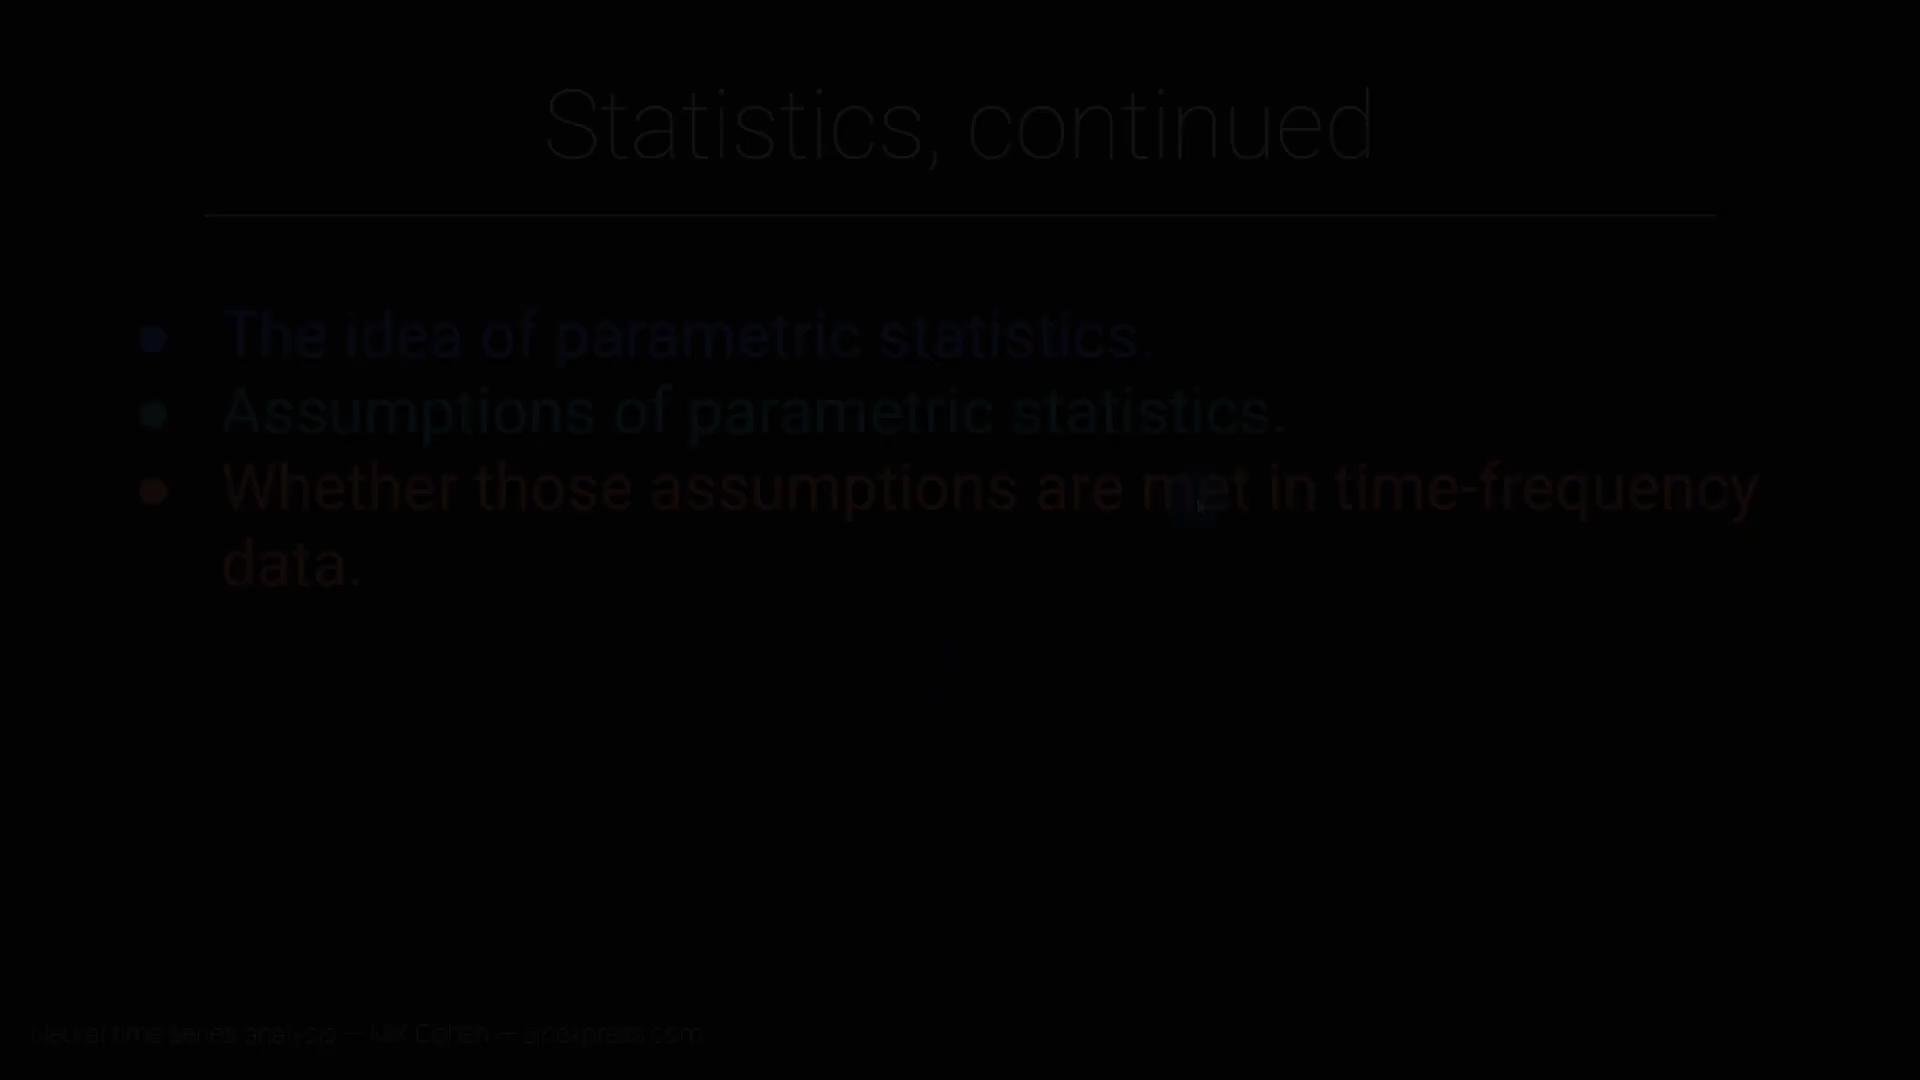 Statistics, continued
● The idea of parametric statistics.
● Assumptions of parametric statistics.
● Whether those assumptions are met in time-frequency
data.
Neural time series analysis — MX Cohen — sincxpress.com